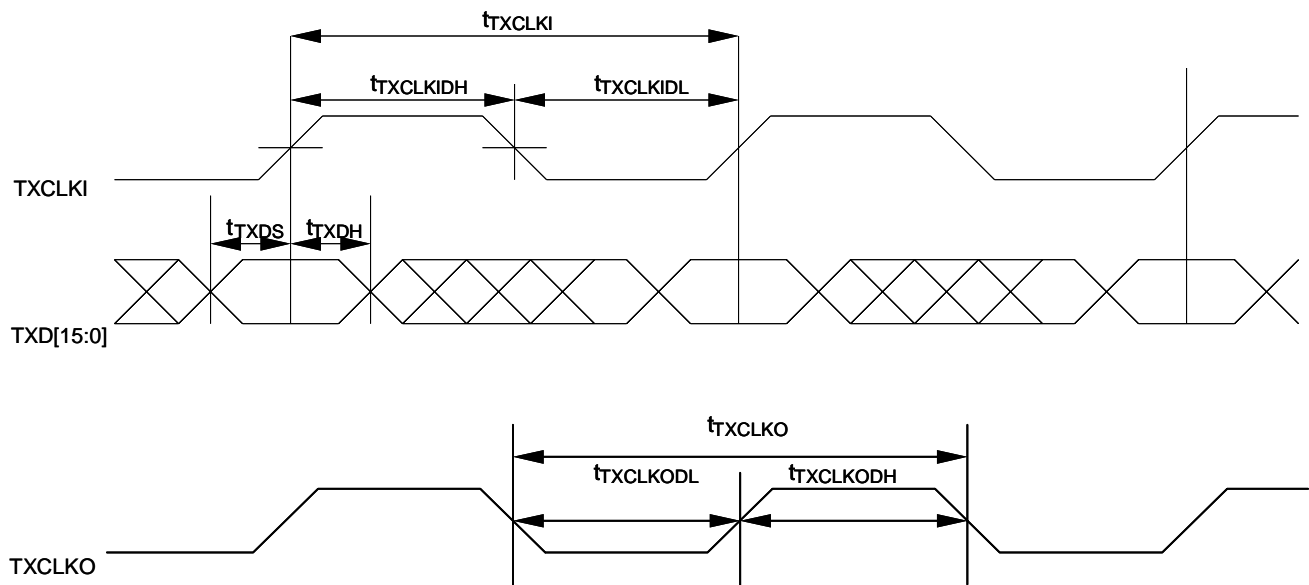 tTXCLKI
tTXCLKIDH
tTXCLKIDL
TXCLKI
tTXDS
tTXDH
TXD[15:0]
tTXCLKO
tTXCLKODL
tTXCLKODH
TXCLKO